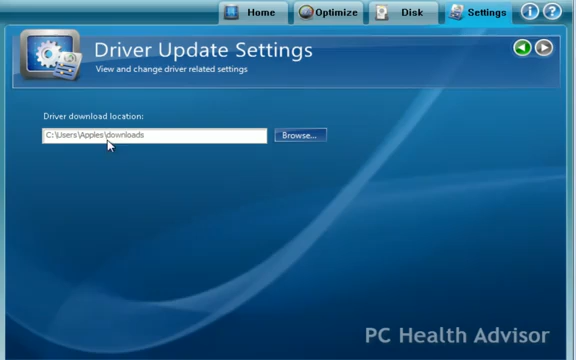 Home
Optimize
Disk
Settings
Driver Update Settings
View and change driver related settings
Driver download location:
C:\Users\Apples\downloads
Browse...
PC Health Advisor